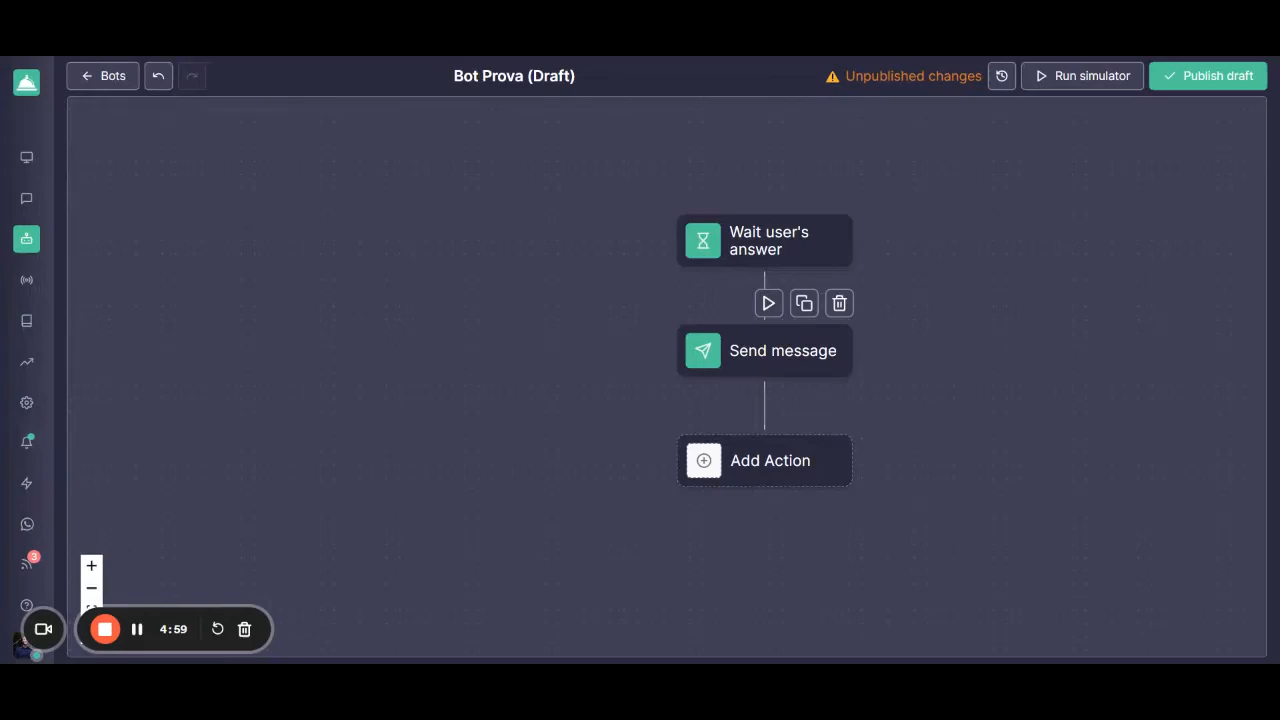 Bots
Bot Prova (Draft)
Unpublished changes
Run simulator
Publish draft
Wait user's
answer
Send message
Add Action
3
4:59